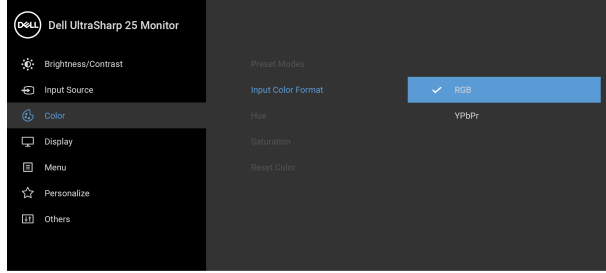 DELL Dell UltraSharp 25 Monitor
Brightness/Contrast
Input Source
Color
Display
Menu
Personalize
Others
Preset Modes
Input Color Format
Hue
Saturation
Reset Color
RGB
YPbPr